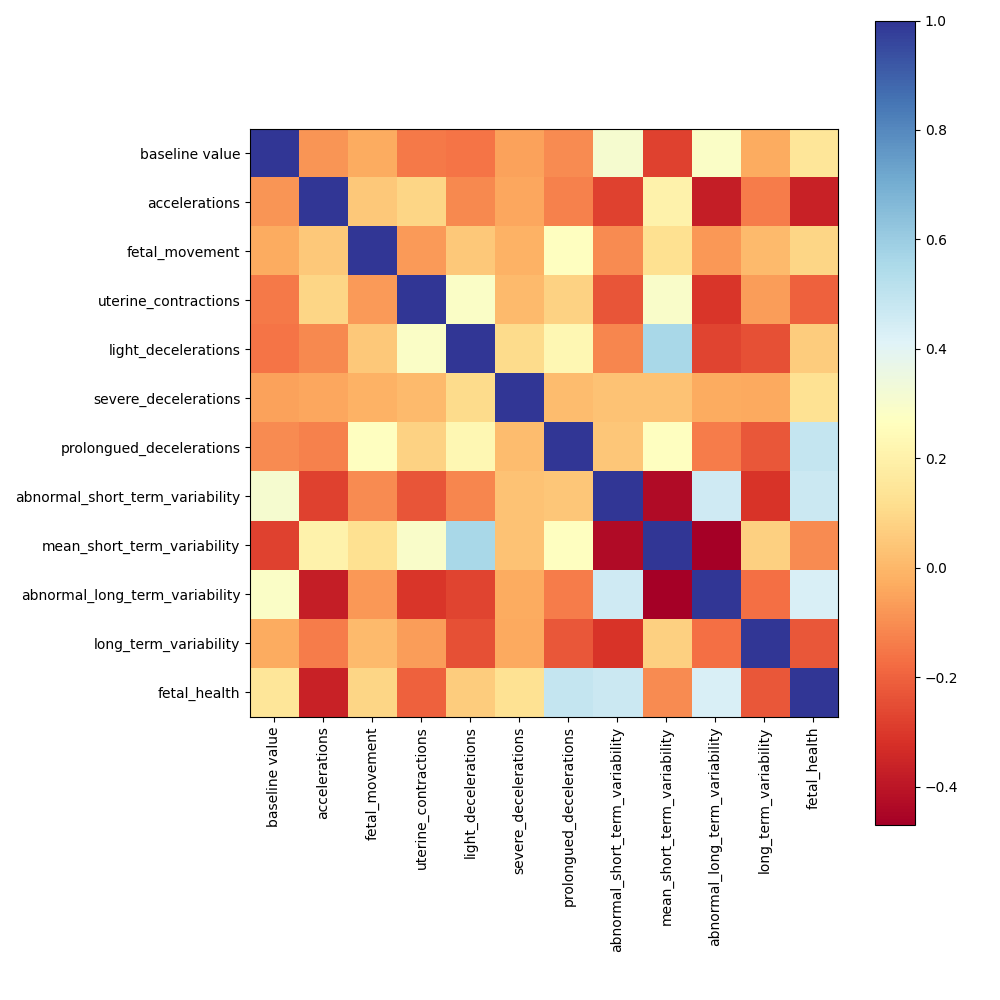 baseline value
accelerations
fetal_movement
uterine_contractions
light_decelerations
severe_decelerations
prolongued_decelerations
abnormal_short_term_variability
mean_short_term_variability
abnormal_long_term_variability
long_term_variability
fetal_health
baseline value
accelerations
fetal_movement
uterine_contractions
light_decelerations
severe_decelerations
prolongued_decelerations
abnormal_short_term_variability
mean_short_term_variability
abnormal_long_term_variability
long_term_variability
fetal_health
1.0
0.8
0.6
0.4
0.2
0.0
−0.2
−0.4